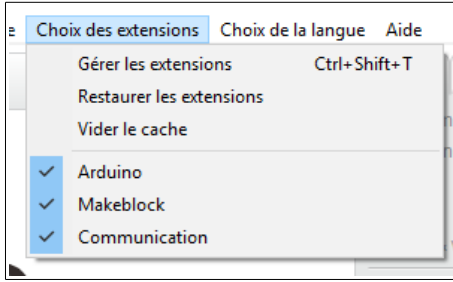 e Choix des extensions Choix de la langue Aide
Gérer les extensions Ctrl+Shift+T
Restaurer les extensions
Vider le cache
Arduino
Makeblock
Communication